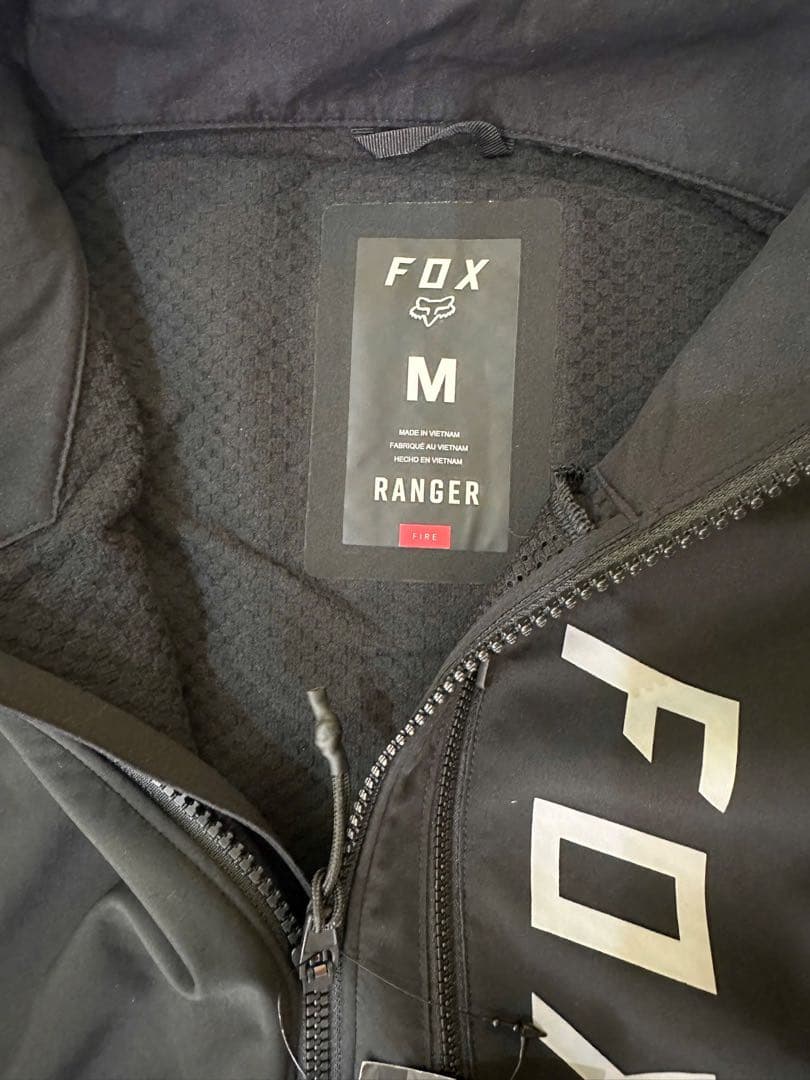 FOX
M
MADE IN VIETNAM
FABRIQUÉ AU VIETNAM
HECHO EN VIETNAM
RANGER
FIRE
FOX